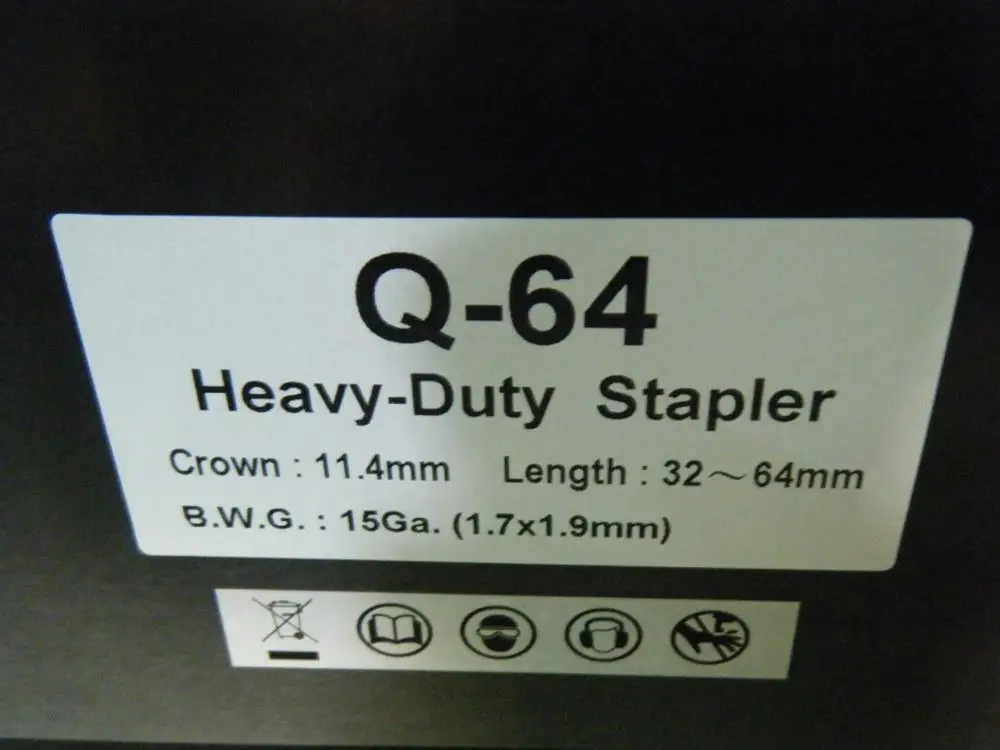 Q-64
Heavy-Duty Stapler
Crown : 11.4mm Length : 32～64mm
B.W.G. : 15Ga. (1.7x1.9mm)